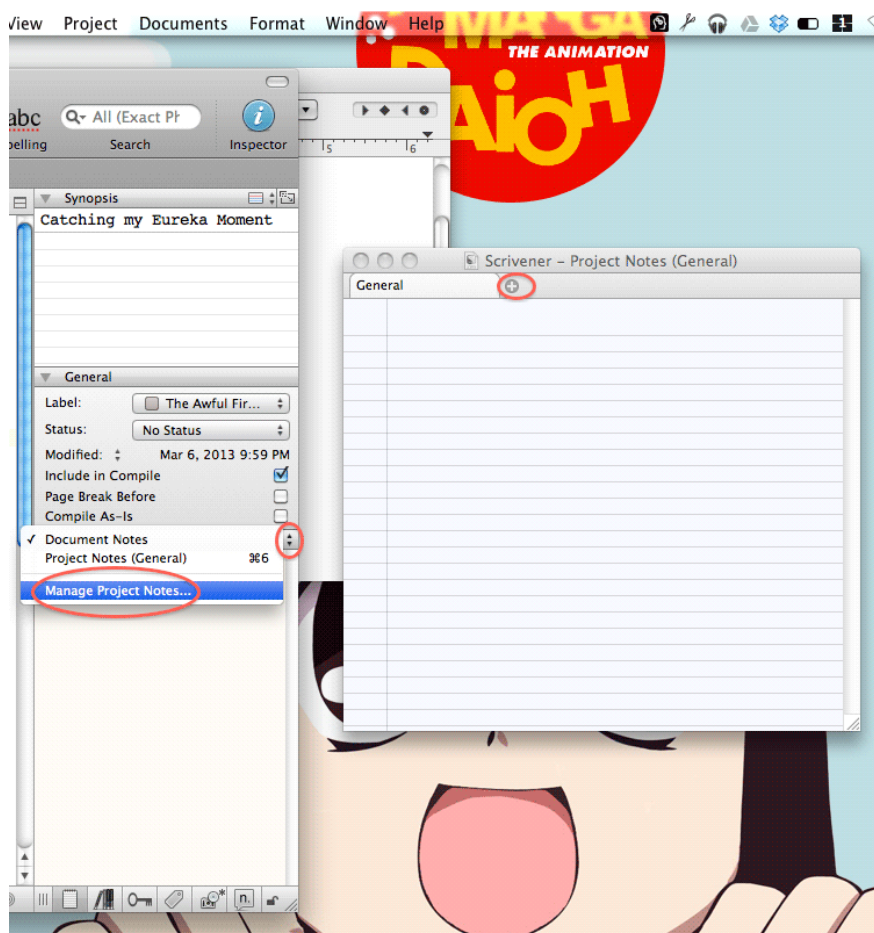 View Project Documents Format Window Help
MANGA
THE ANIMATION
DAiOH
abc
All (Exact Ph
Search
Inspector
5
6
Synopsis
Catching my Eureka Moment
Scrivener – Project Notes (General)
General
General
Label: The Awful Fir...
Status: No Status
Modified: Mar 6, 2013 9:59 PM
Include in Compile
Page Break Before
Compile As-Is
✓ Document Notes
Project Notes (General) ⌘6
Manage Project Notes...
n.